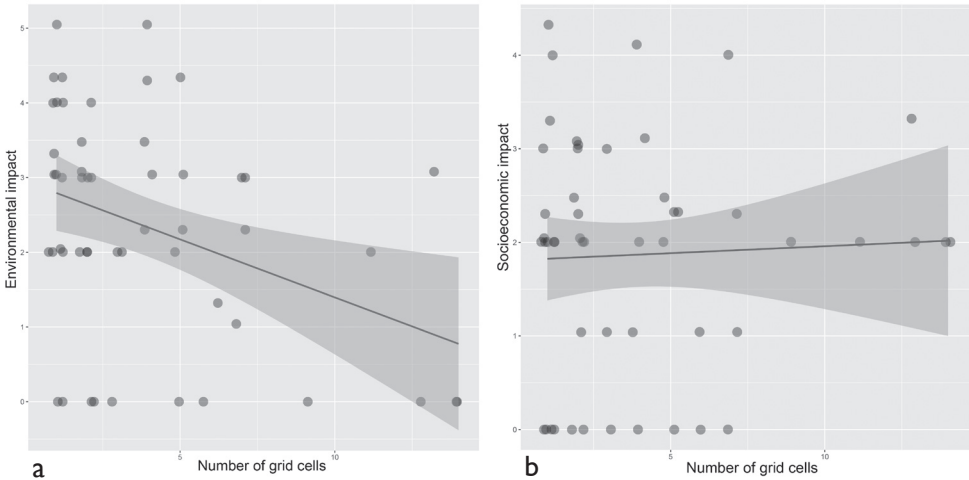 5
4
3
2
1
0
Environmental impact
5
10
Number of grid cells
a
4
3
2
1
0
Socioeconomic impact
5
10
Number of grid cells
b